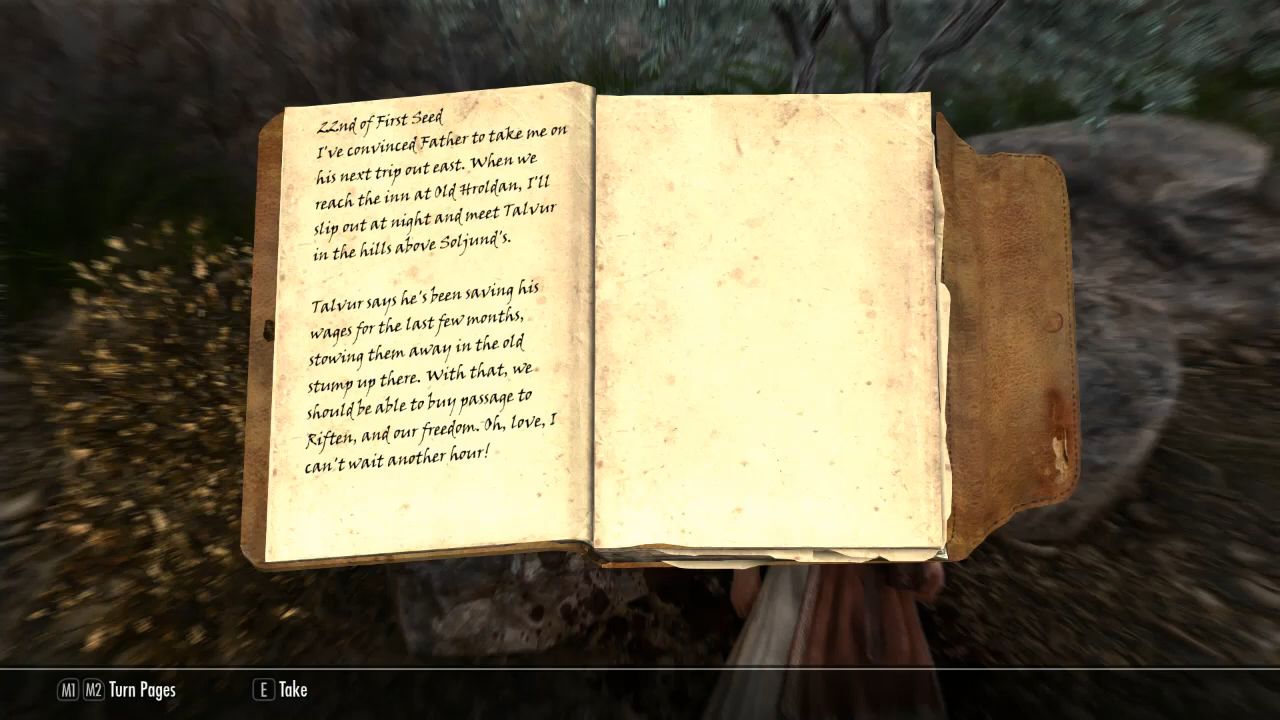 22nd of First Seed
I've convinced Father to take me on
his next trip out east. When we
reach the inn at Old Hroldan, I'll
slip out at night and meet Talvur
in the hills above Soljund's.
Talvur says he's been saving his
wages for the last few months,
stowing them away in the old
stump up there. With that, we
should be able to buy passage to
Riften, and our freedom. Oh, love, I
can't wait another hour!
M1 M2 Turn Pages
E Take